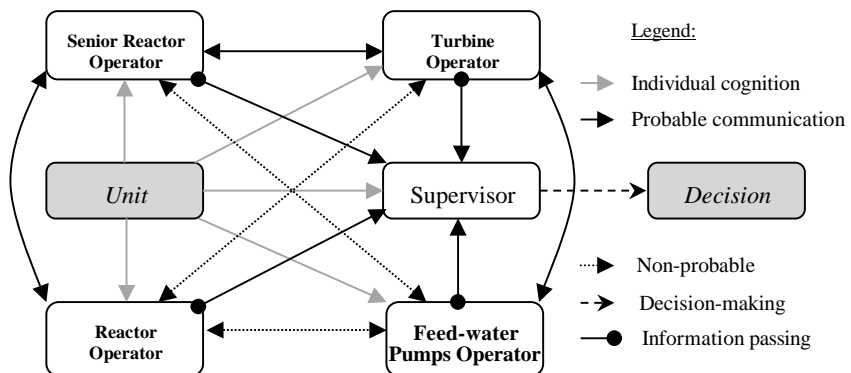 Senior Reactor
Operator
Turbine
Operator
Legend:
Individual cognition
Probable communication
Unit
Supervisor
Decision
Non-probable
Decision-making
Information passing
Reactor
Operator
Feed-water
Pumps Operator